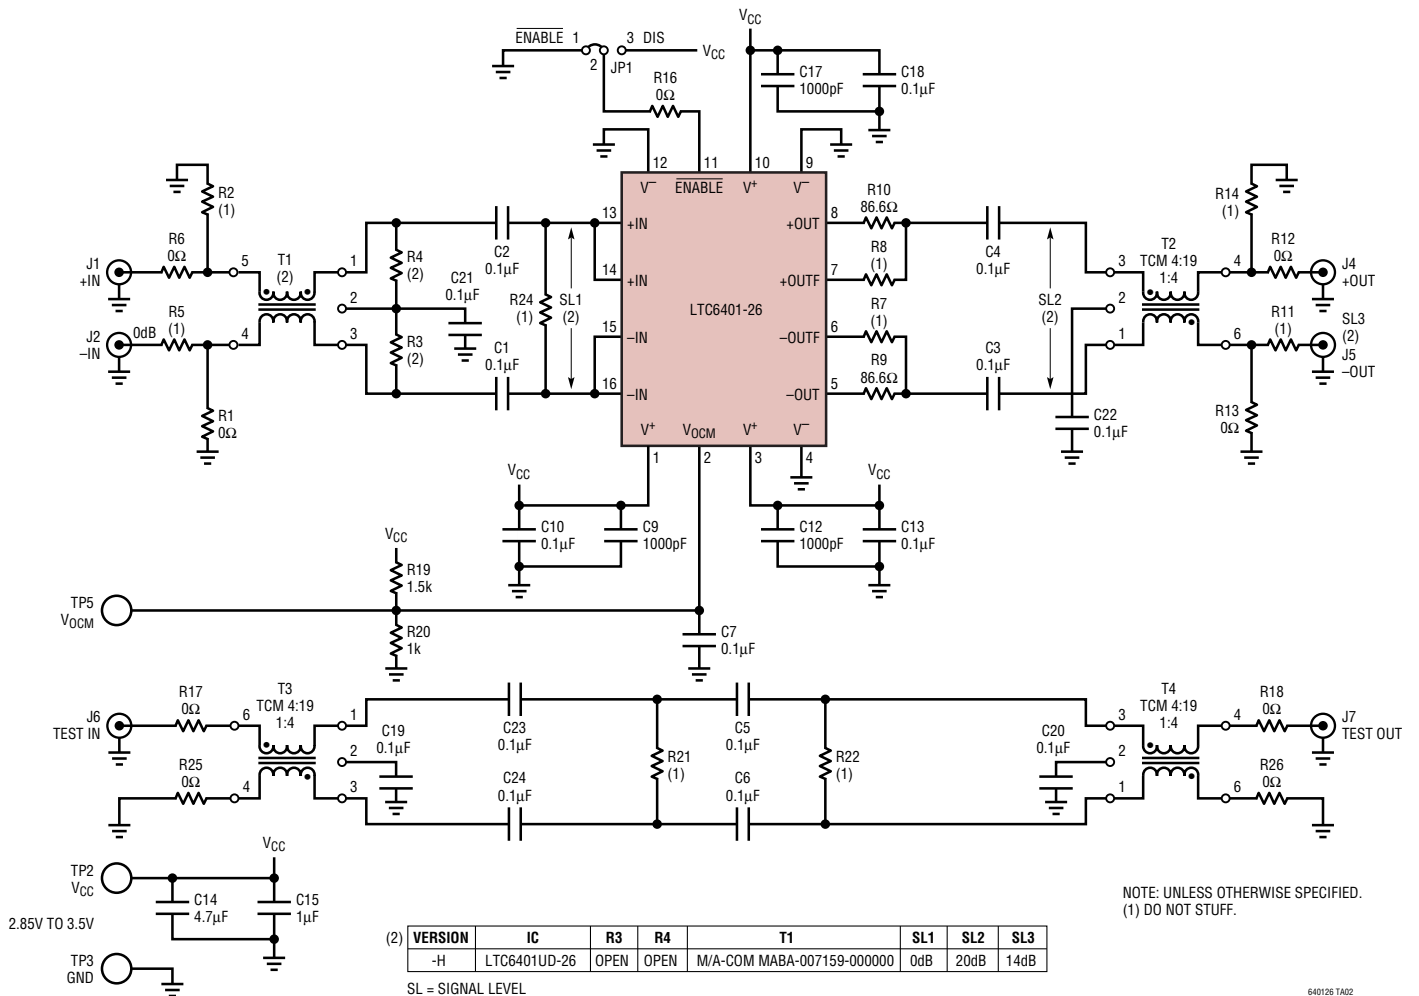 VCC
ENABLE 1
3 DIS
VCC
2
JP1
R16
0Ω
C17
1000pF
C18
0.1µF
12
11
10
9
V–
ENABLE
V+
V–
R2
(1)
R6
0Ω
J1
+IN
5
T1
(2)
1
R4
(2)
C2
0.1µF
13
+IN
C21
0.1µF
2
14
+IN
R24
(1)
SL1
(2)
LTC6401-26
15
–IN
J2
–IN
0dB
R5
(1)
4
3
R3
(2)
C1
0.1µF
16
–IN
R1
0Ω
R10
86.6Ω
8
+OUT
R8
(1)
7
+OUTF
R7
(1)
6
–OUTF
R9
86.6Ω
5
–OUT
C4
0.1µF
C3
0.1µF
SL2
(2)
R14
(1)
R12
0Ω
T2
TCM 4:19
1:4
3
4
J4
+OUT
2
1
6
R11
(1)
SL3
(2)
J5
–OUT
C22
0.1µF
R13
0Ω
V+
VOCM
V+
V–
1
2
3
4
VCC
C10
0.1µF
C9
1000pF
VCC
C12
1000pF
C13
0.1µF
VCC
R19
1.5k
TP5
VOCM
R20
1k
C7
0.1µF
R17
0Ω
J6
TEST IN
6
T3
TCM 4:19
1:4
1
2
C19
0.1µF
C23
0.1µF
R25
0Ω
4
3
C24
0.1µF
R21
(1)
C5
0.1µF
C6
0.1µF
R22
(1)
C20
0.1µF
T4
TCM 4:19
1:4
3
4
R18
0Ω
J7
TEST OUT
2
1
6
R26
0Ω
TP2
VCC
VCC
C14
4.7µF
C15
1µF
2.85V TO 3.5V
TP3
GND
NOTE: UNLESS OTHERWISE SPECIFIED.
(1) DO NOT STUFF.
(2) VERSION IC R3 R4 T1 SL1 SL2 SL3
-H LTC6401UD-26 OPEN OPEN M/A-COM MABA-007159-000000 0dB 20dB 14dB
SL = SIGNAL LEVEL
640126 TA02